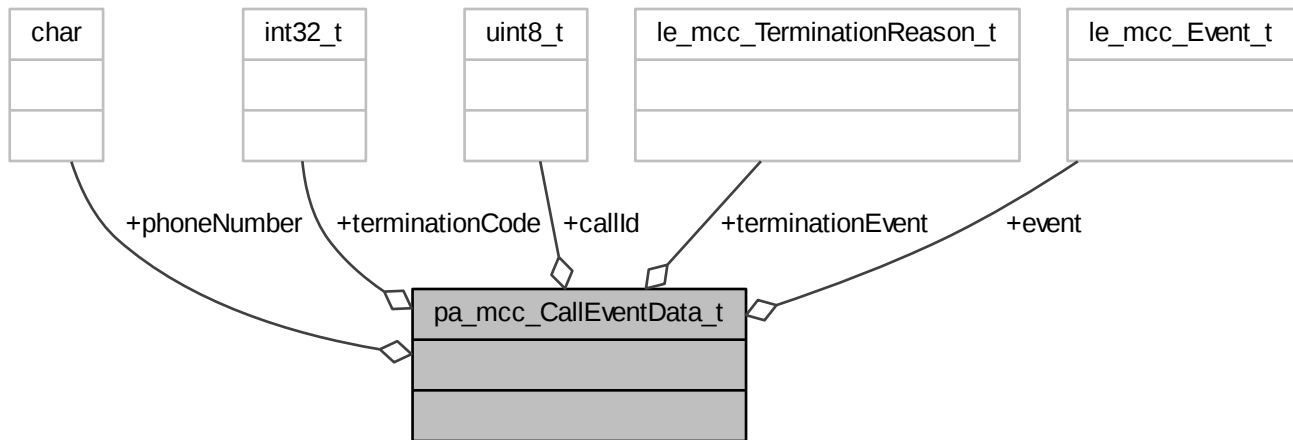 char
int32_t
uint8_t
le_mcc_TerminationReason_t
le_mcc_Event_t
+phoneNumber
+terminationCode
+callId
+terminationEvent
+event
pa_mcc_CallEventData_t